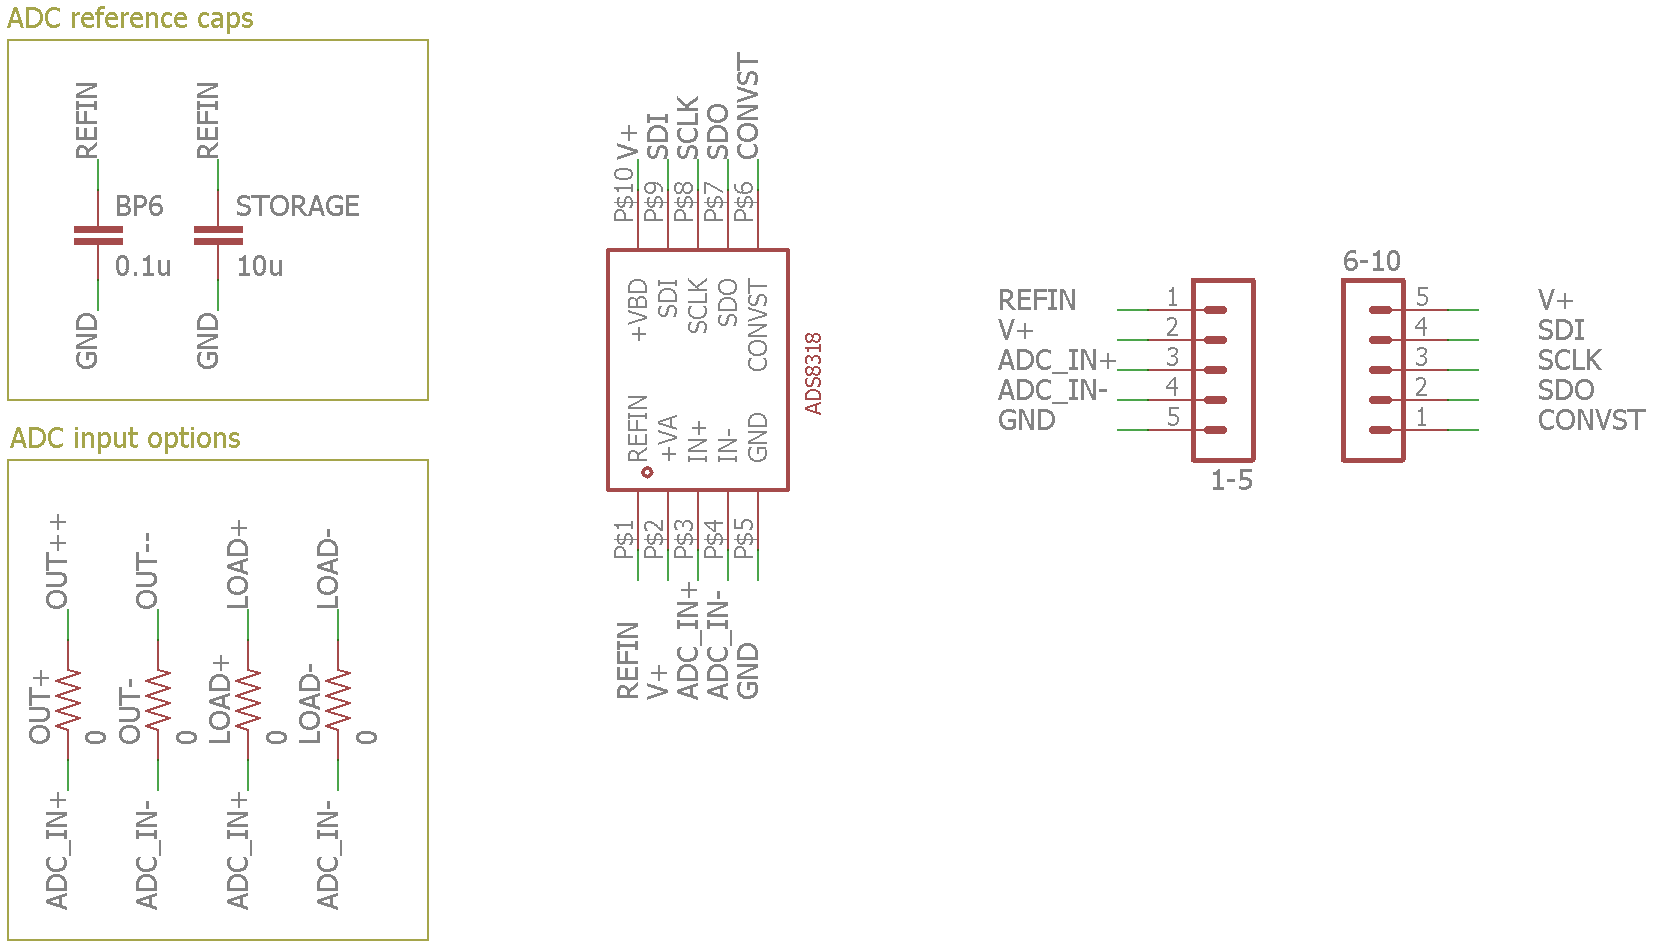 ADC reference caps
REFIN
REFIN
BP6
STORAGE
0.1u
10u
GND
GND
ADC input options
OUT++
OUT--
LOAD+
LOAD-
OUT+
0
OUT-
0
LOAD+
0
LOAD-
0
ADC_IN+
ADC_IN-
ADC_IN+
ADC_IN-
V+
SDI
SCLK
SDO
CONVST
P$10
P$9
P$8
P$7
P$6
+VBD
SDI
SCLK
SDO
CONVST
REFIN
+VA
IN+
IN-
GND
ADS8318
P$1
P$2
P$3
P$4
P$5
REFIN
V+
ADC_IN+
ADC_IN-
GND
REFIN 1
V+ 2
ADC_IN+ 3
ADC_IN- 4
GND 5
1-5
6-10
5 V+
4 SDI
3 SCLK
2 SDO
1 CONVST